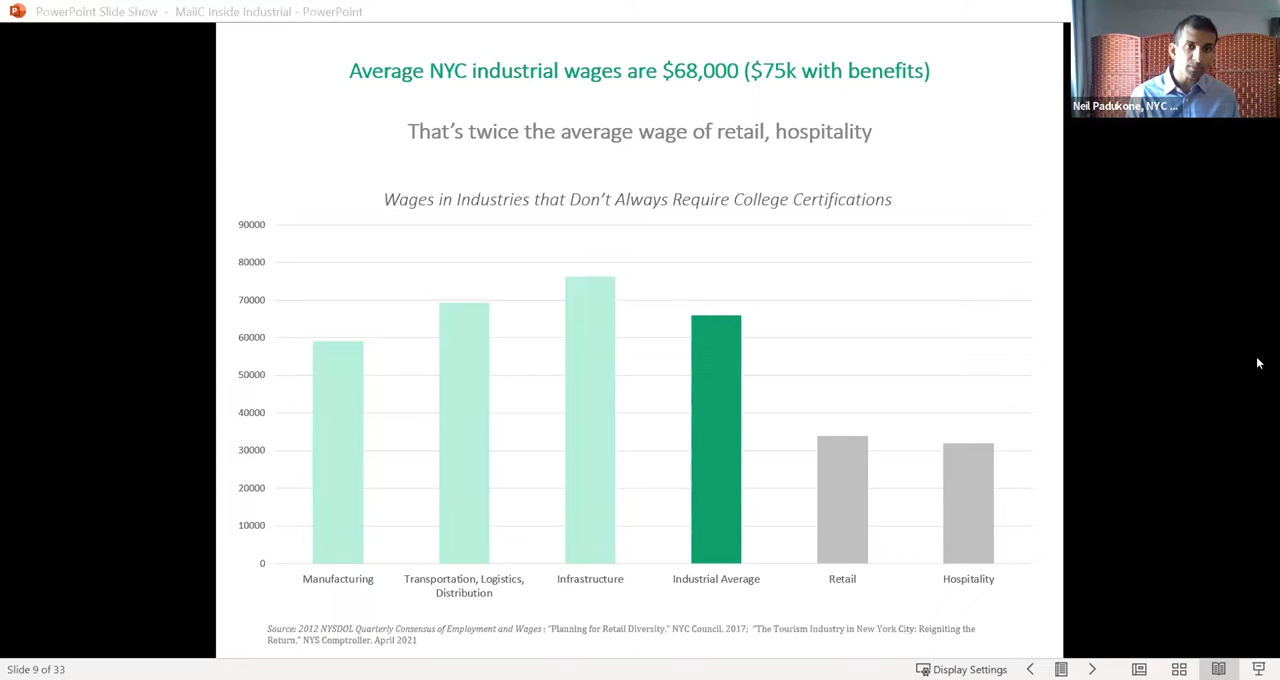 PowerPoint Slide Show - MaiiC Inside Industrial - PowerPoint
Neil Padukone, NYC ...
Average NYC industrial wages are $68,000 ($75k with benefits)
That's twice the average wage of retail, hospitality
Wages in Industries that Don't Always Require College Certifications
90000
80000
70000
60000
50000
40000
30000
20000
10000
0
Manufacturing
Transportation, Logistics,
Distribution
Infrastructure
Industrial Average
Retail
Hospitality
Source: 2012 NYSDOL Quarterly Consensus of Employment and Wages ; "Planning for Retail Diversity." NYC Council, 2017; "The Tourism Industry in New York City: Reigniting the
Return." NYS Comptroller, April 2021
Slide 9 of 33
Display Settings